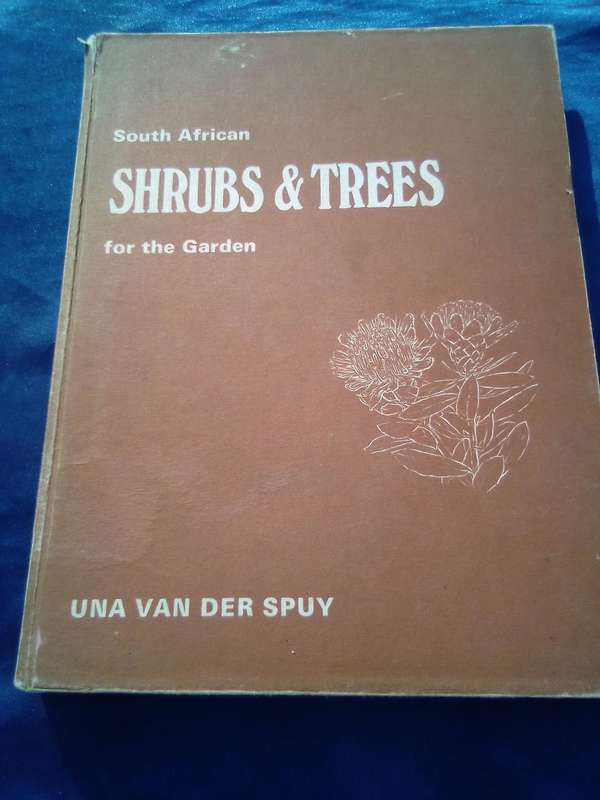 South African
SHRUBS & TREES
for the Garden
UNA VAN DER SPUY